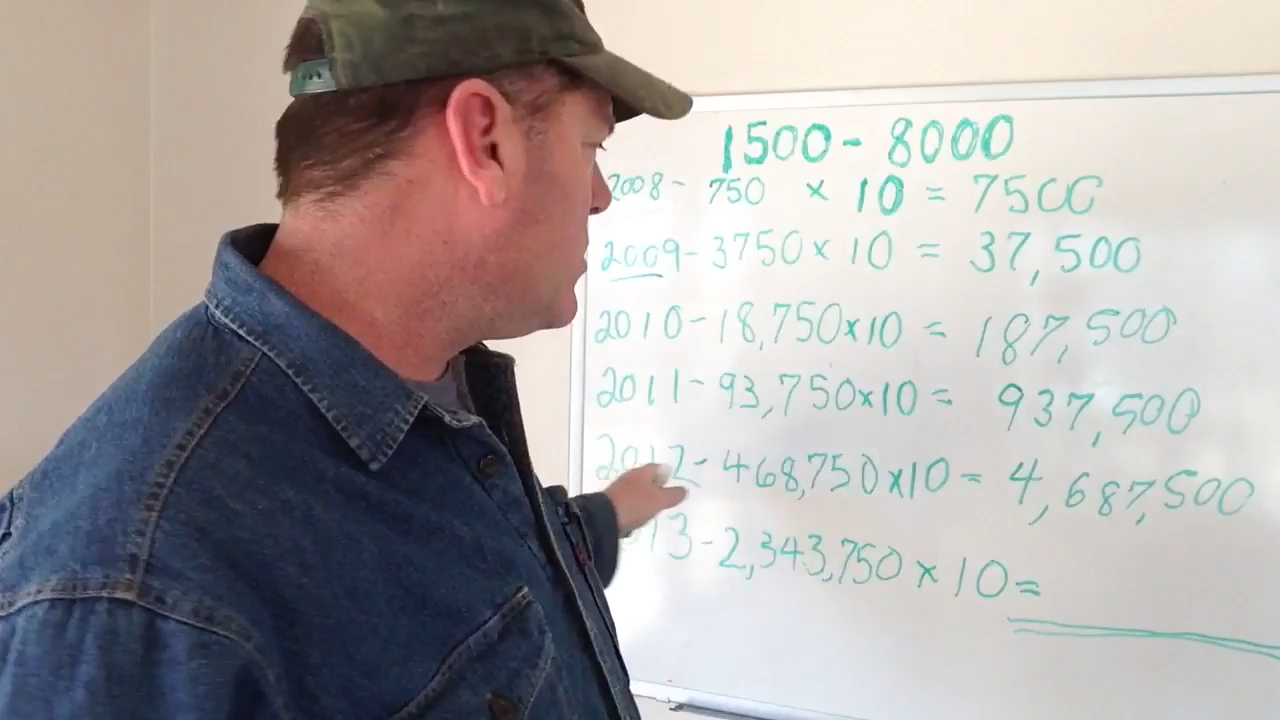 1500 - 8000
2008 - 750 x 10 = 7500
2009 - 3750 x 10 = 37,500
2010 - 18,750 x 10 = 187,500
2011 - 93,750 x 10 = 937,500
2012 - 468,750 x 10 = 4,687,500
13 - 2,343,750 x 10 =